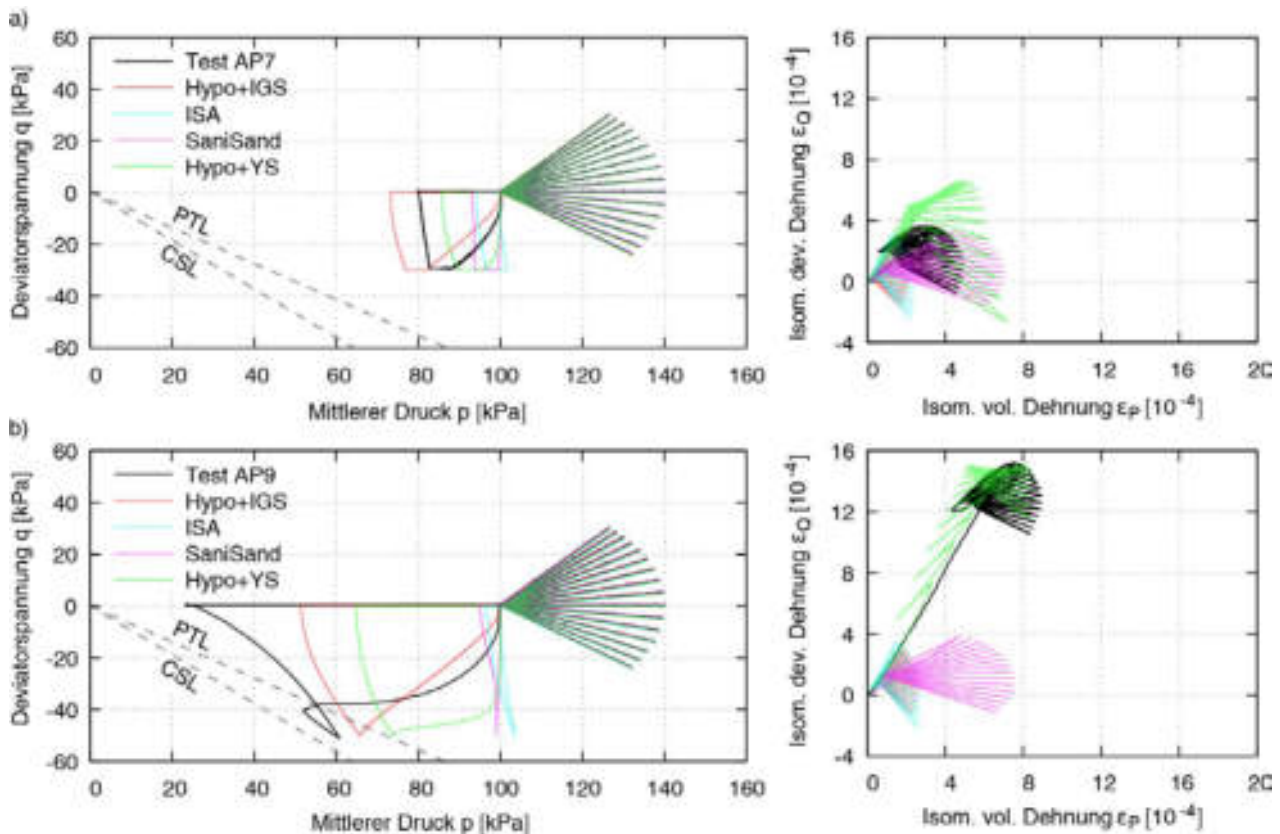 a)
60
40
20
0
-20
-40
-60
Deviatorspannung q [kPa]
Test AP7
Hypo+IGS
ISA
SaniSand
Hypo+YS
PTL
CSL
0 20 40 60 80 100 120 140 160
Mittlerer Druck p [kPa]
16
12
8
4
0
-4
Isom. dev. Dehnung εQ [10⁻⁴]
0 4 8 12 16 20
Isom. vol. Dehnung εP [10⁻⁴]
b)
60
40
20
0
-20
-40
-60
Deviatorspannung q [kPa]
Test AP9
Hypo+IGS
ISA
SaniSand
Hypo+YS
PTL
CSL
0 20 40 60 80 100 120 140 160
Mittlerer Druck p [kPa]
16
12
8
4
0
-4
Isom. dev. Dehnung εQ [10⁻⁴]
0 4 8 12 16 20
Isom. vol. Dehnung εP [10⁻⁴]